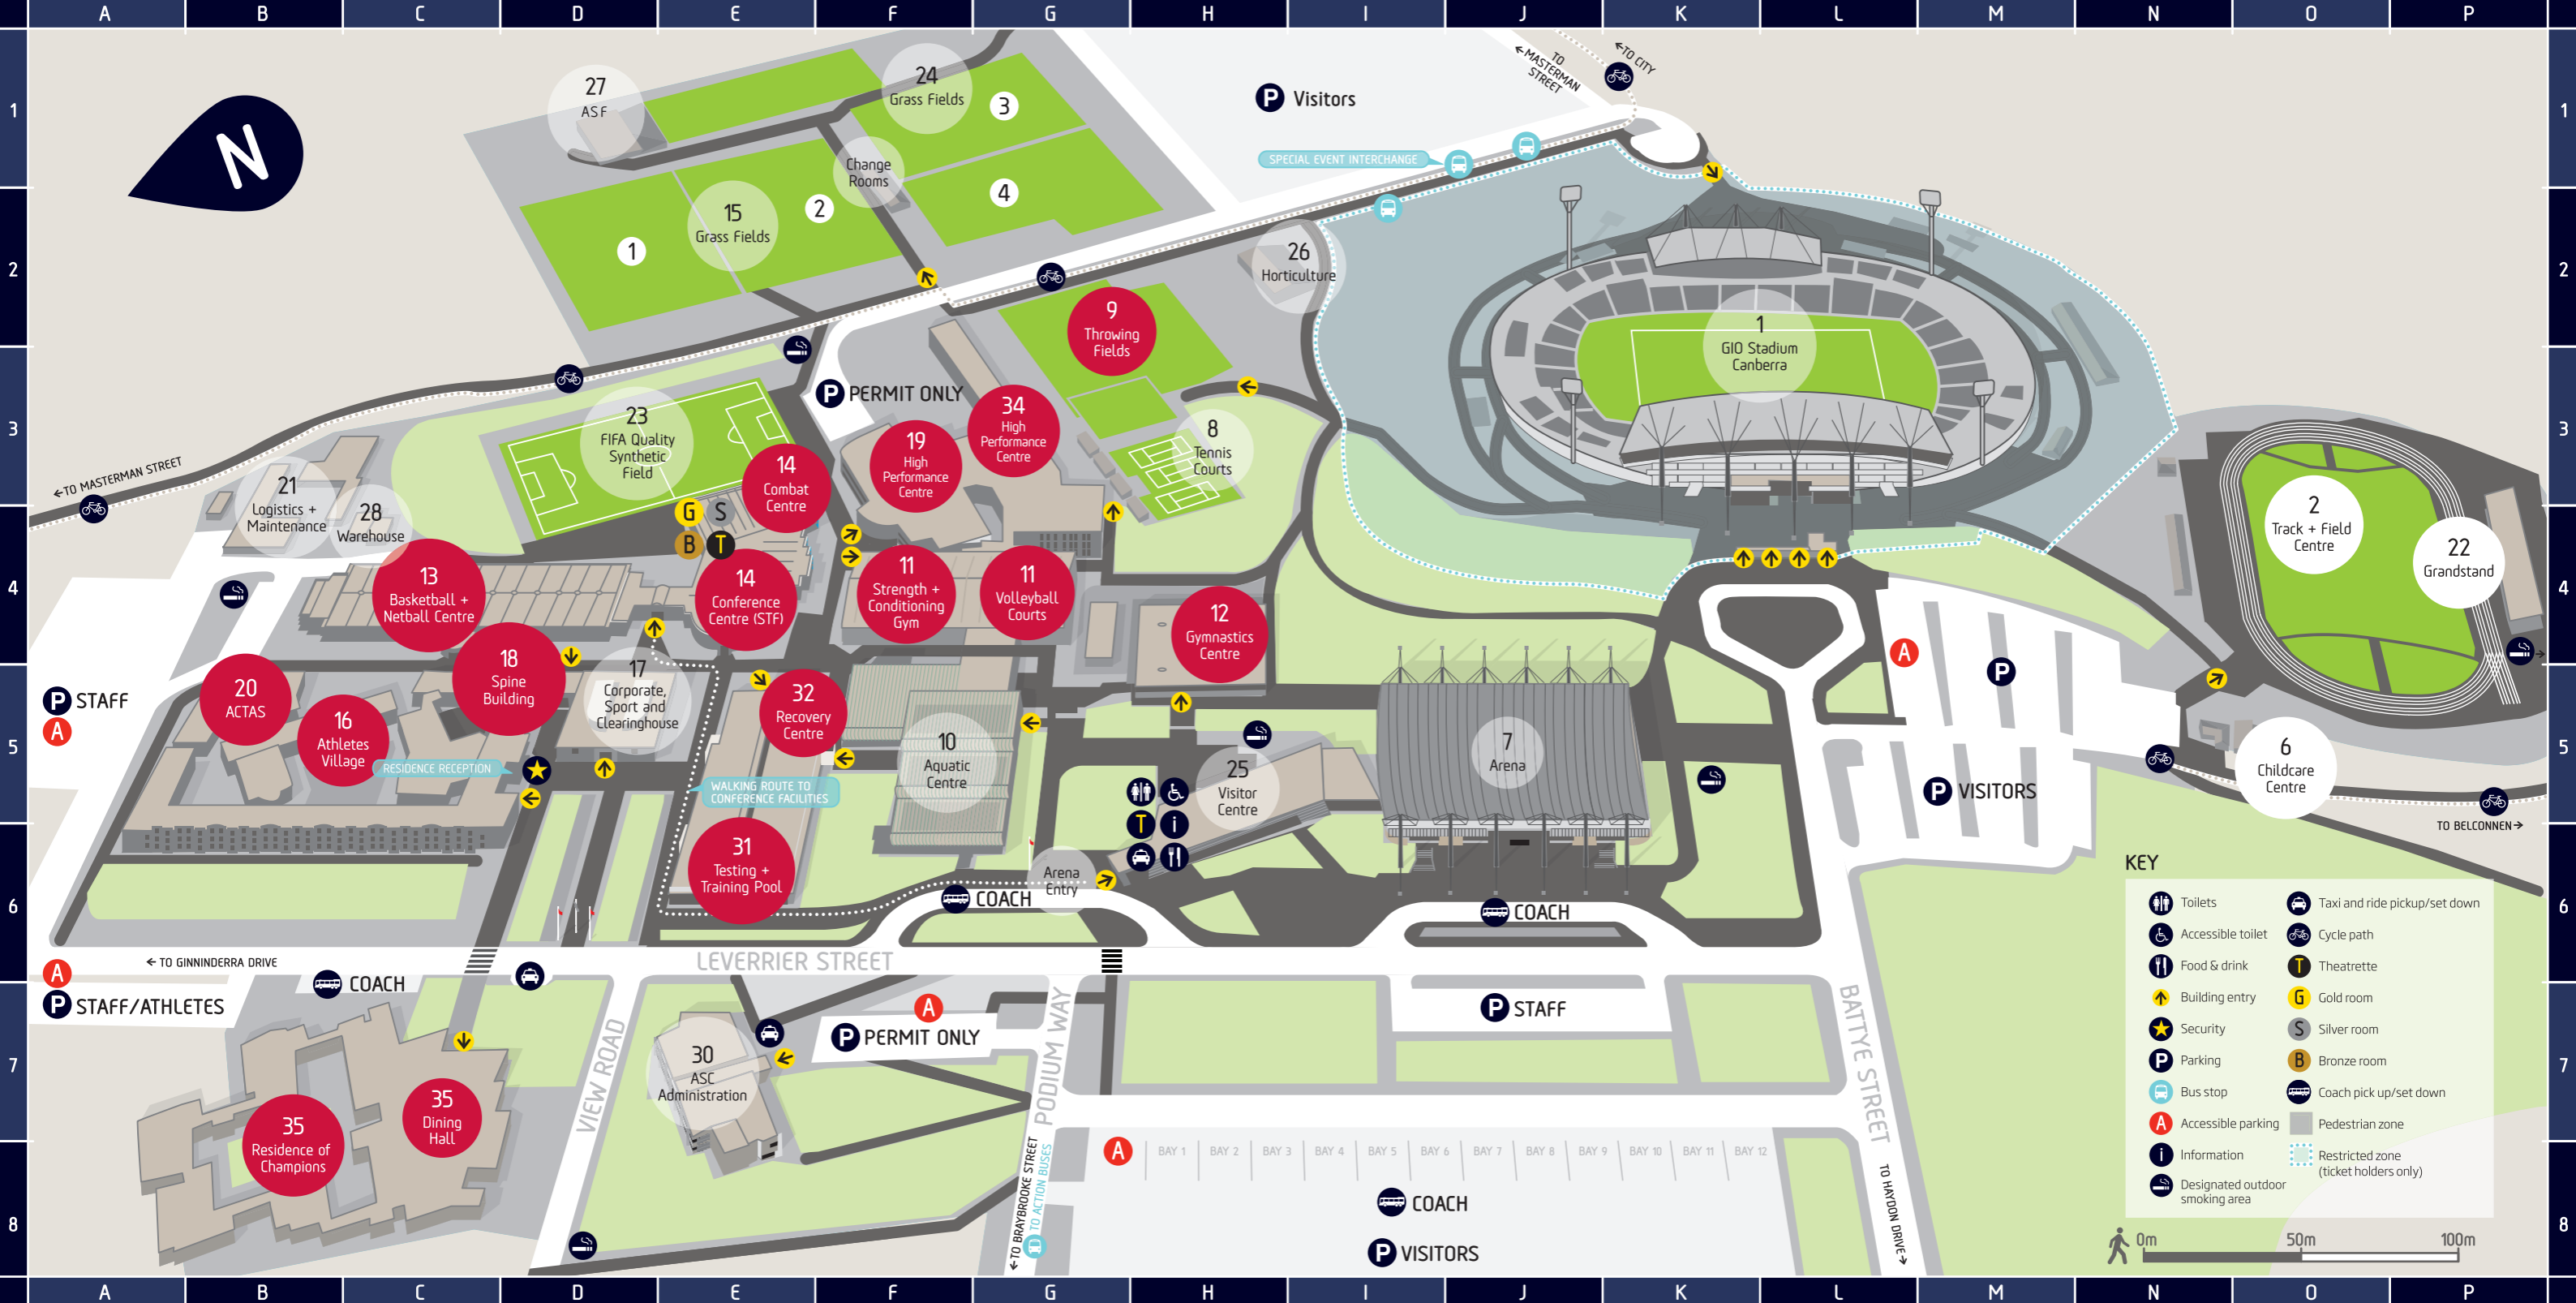 A B C D E F G H I J K L M N O P
1
2
3
4
5
6
7
8
1
2
3
4
5
6
7
8
N
27
ASF
24
Grass Fields
3
Change
Rooms
4
15
Grass Fields
2
1
P Visitors
←TO
MASTERMAN
STREET
←TO CITY
SPECIAL EVENT INTERCHANGE
26
Horticulture
9
Throwing
Fields
1
GIO Stadium
Canberra
P PERMIT ONLY
23
FIFA Quality
Synthetic
Field
34
High
Performance
Centre
19
High
Performance
Centre
8
Tennis
Courts
14
Combat
Centre
←TO MASTERMAN STREET
21
Logistics +
Maintenance
28
Warehouse
G S
B T
2
Track + Field
Centre
22
Grandstand
13
Basketball +
Netball Centre
14
Conference
Centre (STF)
11
Strength +
Conditioning
Gym
11
Volleyball
Courts
12
Gymnastics
Centre
A
P
18
Spine
Building
17
Corporate,
Sport and
Clearinghouse
20
ACTAS
P STAFF
A
16
Athletes
Village
32
Recovery
Centre
10
Aquatic
Centre
7
Arena
25
Visitor
Centre
6
Childcare
Centre
RESIDENCE RECEPTION
WALKING ROUTE TO
CONFERENCE FACILITIES
T i
P VISITORS
TO BELCONNEN→
31
Testing +
Training Pool
Arena
Entry
COACH
COACH
←TO GINNINDERRA DRIVE
LEVERRIER STREET
A
COACH
P STAFF/ATHLETES
A
P PERMIT ONLY
P STAFF
VIEW ROAD
PODIUM WAY
BATTYE STREET
30
ASC
Administration
35
Dining
Hall
35
Residence of
Champions
←TO BRAYBROOKE STREET
TO ACTION BUSES
TO HAYDON DRIVE→
A
BAY 1 BAY 2 BAY 3 BAY 4 BAY 5 BAY 6 BAY 7 BAY 8 BAY 9 BAY 10 BAY 11 BAY 12
COACH
P VISITORS
KEY
Toilets
Accessible toilet
Food & drink
Building entry
Security
P Parking
Bus stop
A Accessible parking
i Information
Designated outdoor
smoking area
Taxi and ride pickup/set down
Cycle path
T Theatrette
G Gold room
S Silver room
B Bronze room
Coach pick up/set down
Pedestrian zone
Restricted zone
(ticket holders only)
0m 50m 100m
A B C D E F G H I J K L M N O P